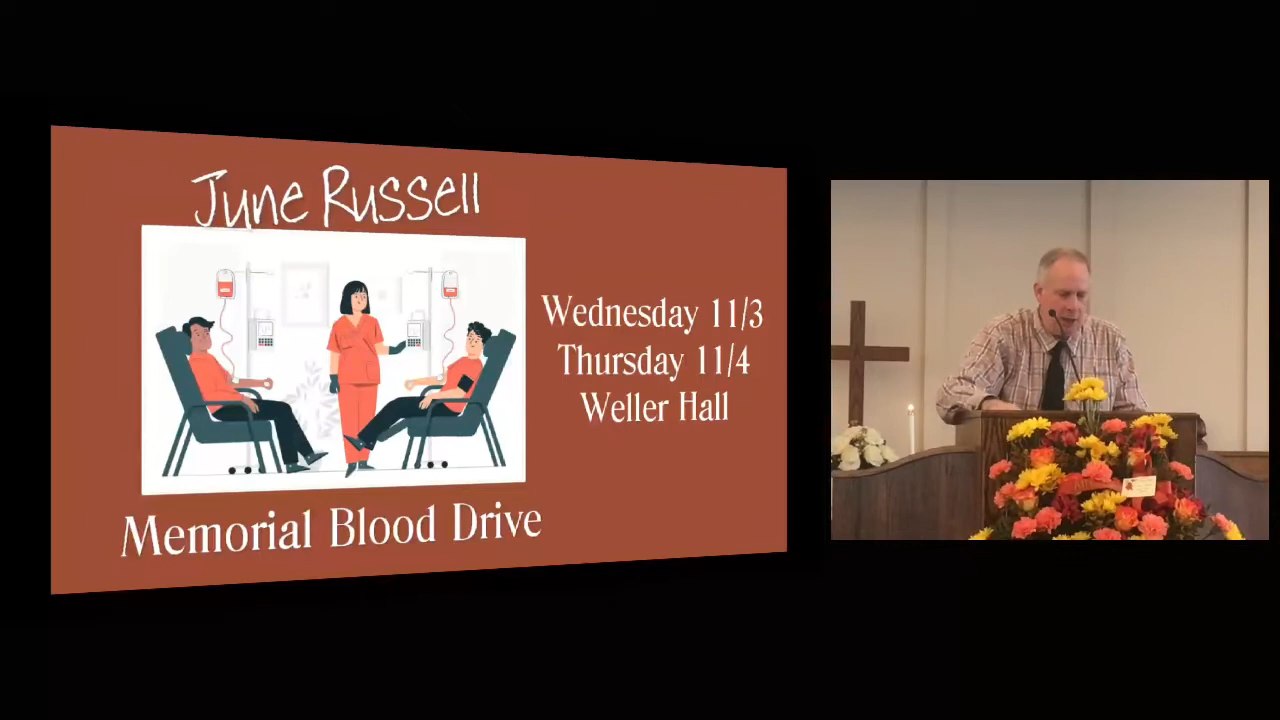 June Russell
Wednesday 11/3
Thursday 11/4
Weller Hall
Memorial Blood Drive